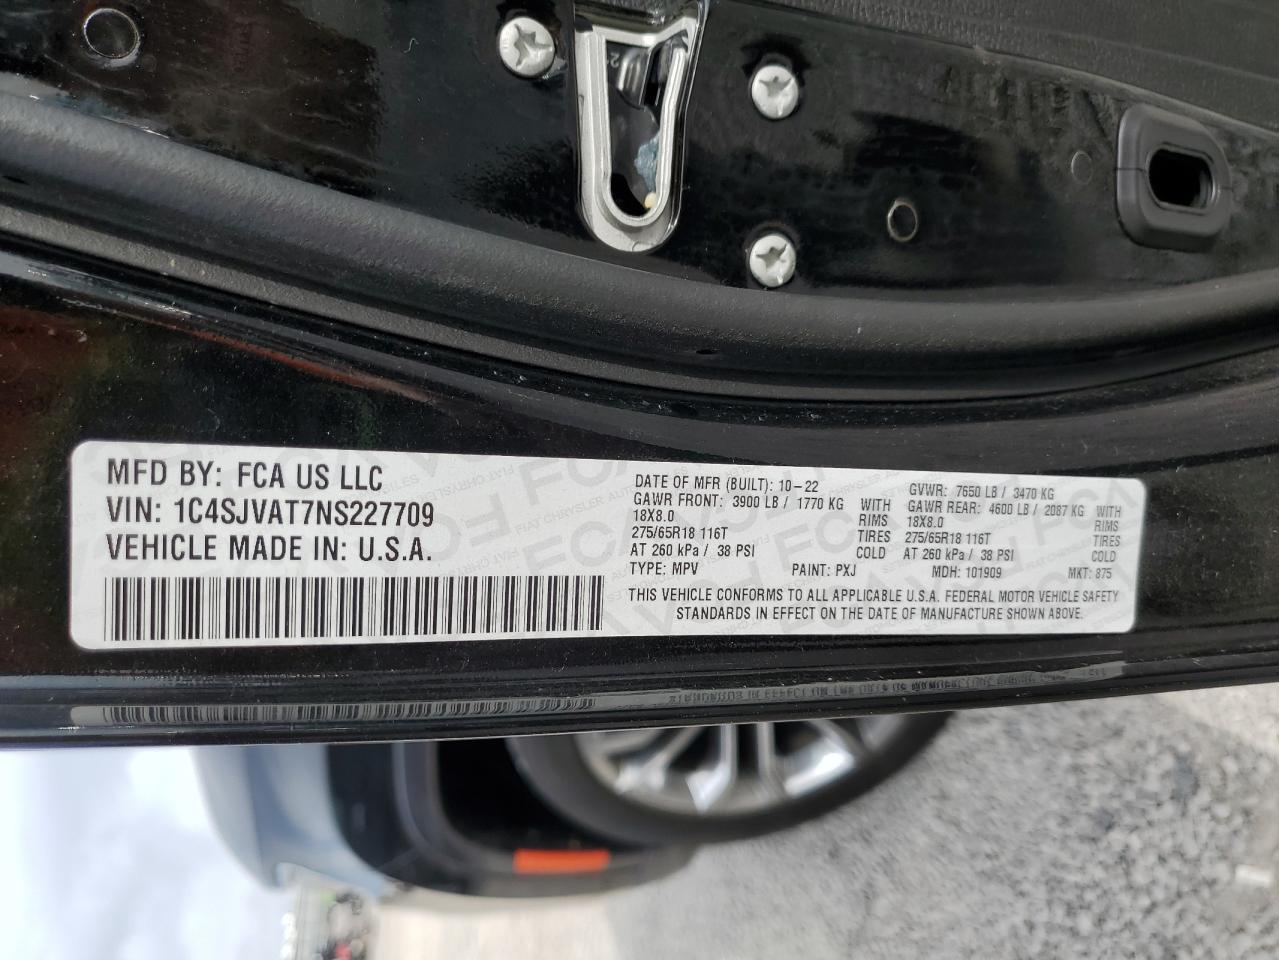 MFD BY: FCA US LLC
VIN: 1C4SJVAT7NS227709
VEHICLE MADE IN: U.S.A.
DATE OF MFR (BUILT): 10-22 GVWR: 7650 LB / 3470 KG
GAWR FRONT: 3900 LB / 1770 KG WITH GAWR REAR: 4600 LB / 2087 KG WITH
18X8.0 RIMS 18X8.0 RIMS
275/65R18 116T TIRES 275/65R18 116T TIRES
AT 260 kPa / 38 PSI COLD AT 260 kPa / 38 PSI COLD
TYPE: MPV PAINT: PXJ MDH: 101909 MKT: 875
THIS VEHICLE CONFORMS TO ALL APPLICABLE U.S.A. FEDERAL MOTOR VEHICLE SAFETY
STANDARDS IN EFFECT ON THE DATE OF MANUFACTURE SHOWN ABOVE.